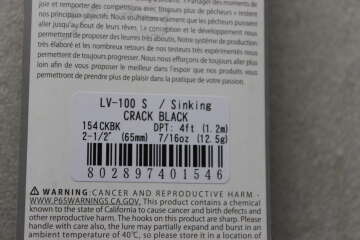 joie et remporter des compétitions avec
jusqu'au bout de leurs rêves. La conception et le développement nous
permettent de proposer des leurres très aboutis. Notre système de production
très élaboré et les nombreux retours de nos testeurs très expérimentés nous
permettent de toujours progresser. Nous nous efforçons de toujours aller plus
loin afin de vous proposer le meilleur dans l'espoir que nos produits vous
permettront de prendre plus de plaisir dans la pratique de votre passion.
LV-100 S / Sinking
CRACK BLACK
154CKBK DPT: 4ft (1.2m)
2-1/2" (65mm) 7/16oz (12.5g)
802897401546
⚠ WARNING:CANCER AND REPRODUCTIVE HARM -
WWW.P65WARNINGS.CA.GOV, This product contains a chemical
known to the state of California to cause cancer and birth defects and
other reproductive harm. The hooks on this product are sharp. Please
handle with care also, the lure may partially expand and burst in an
ambient temperature of 40℃, so please store it in a location of